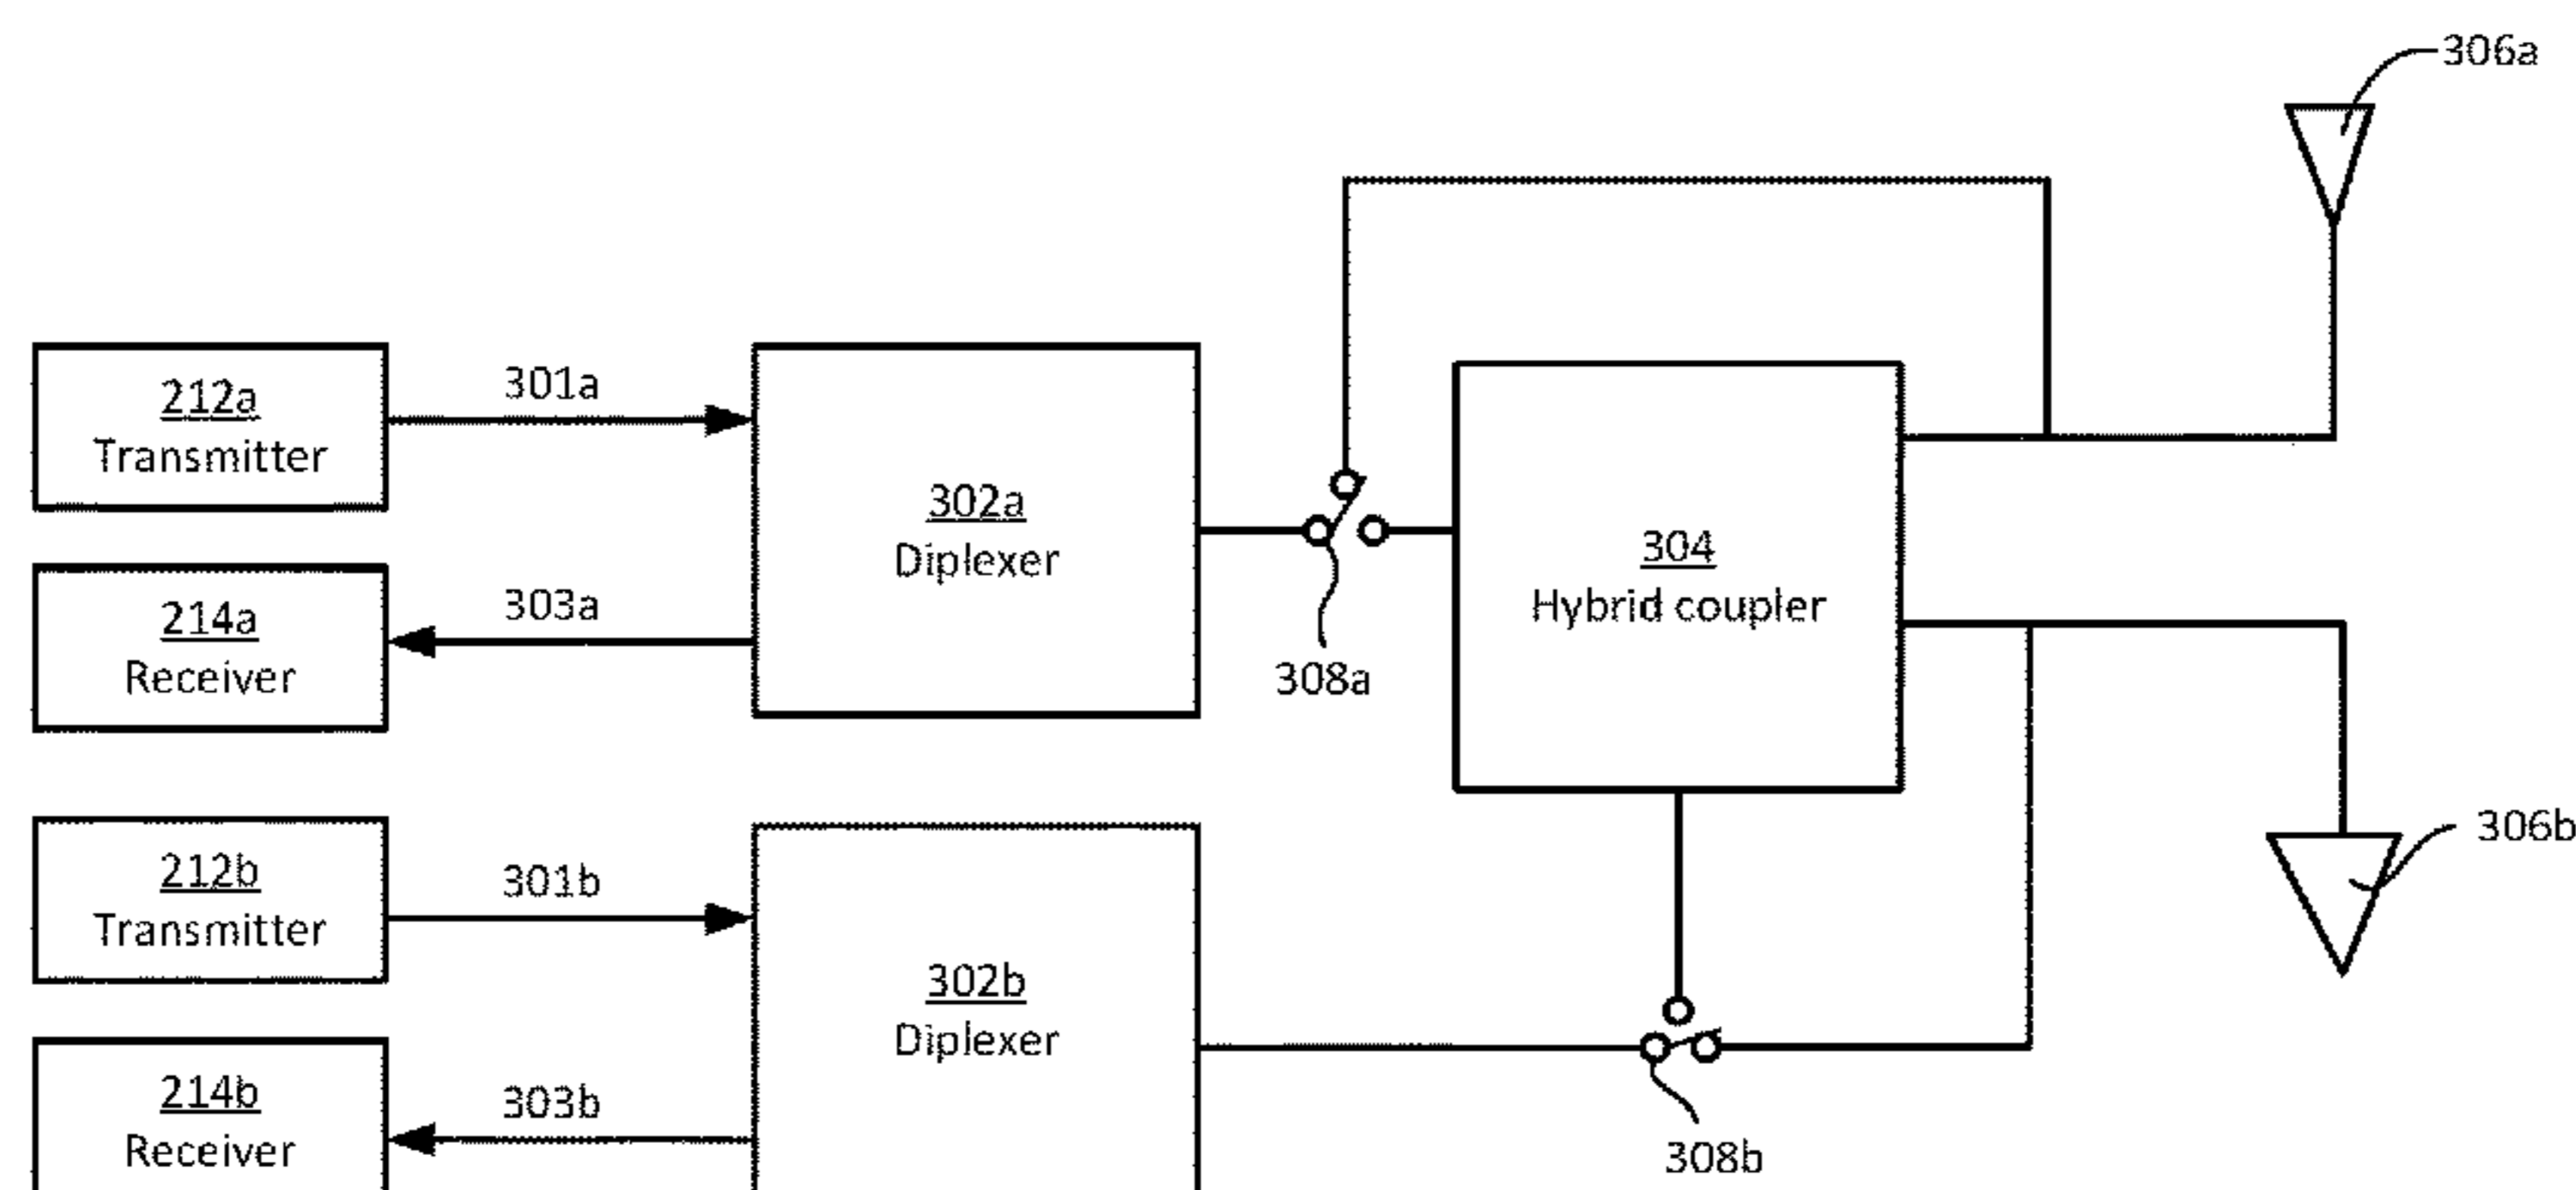 306a
212a
Transmitter
301a
302a
Diplexer
304
Hybrid coupler
214a
Receiver
303a
308a
212b
Transmitter
301b
302b
Diplexer
306b
214b
Receiver
303b
308b